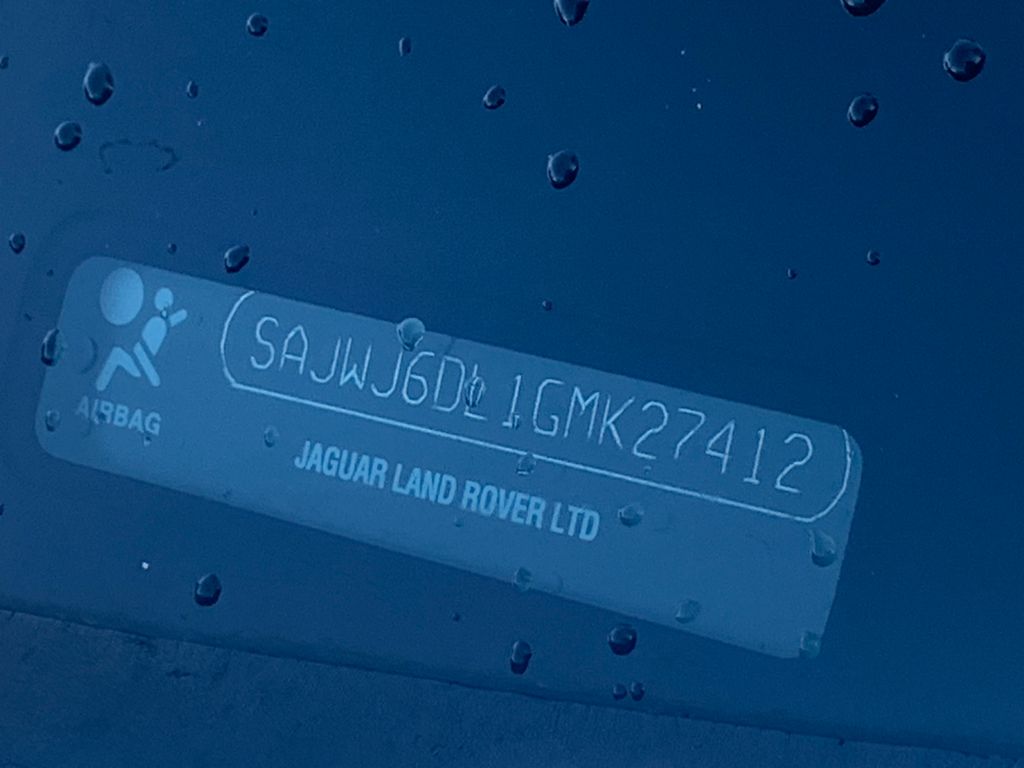 SAJWJ6DL1GMK27412
AIRBAG
JAGUAR LAND ROVER LTD